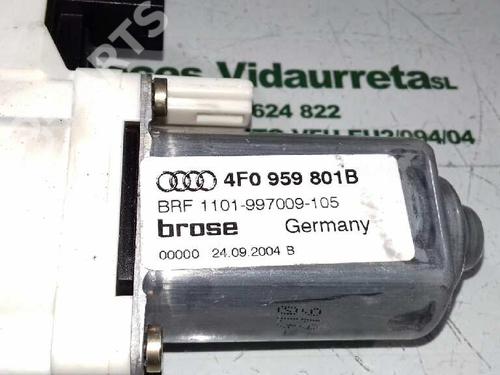 Vidaurreta SL
624 822
4F0 959 801B
BRF 1101-997009-105
brose Germany
00000 24.09.2004 B